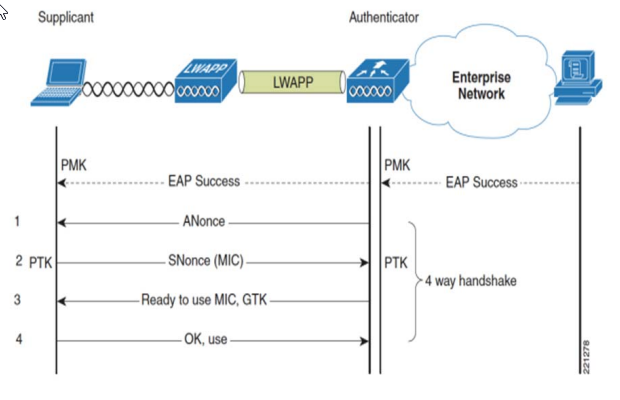 Supplicant
Authenticator
LWAPP
LWAPP
Enterprise
Network
PMK
PMK
EAP Success
EAP Success
1
ANonce
2 PTK
SNonce (MIC)
PTK
4 way handshake
3
Ready to use MIC, GTK
4
OK, use
221278